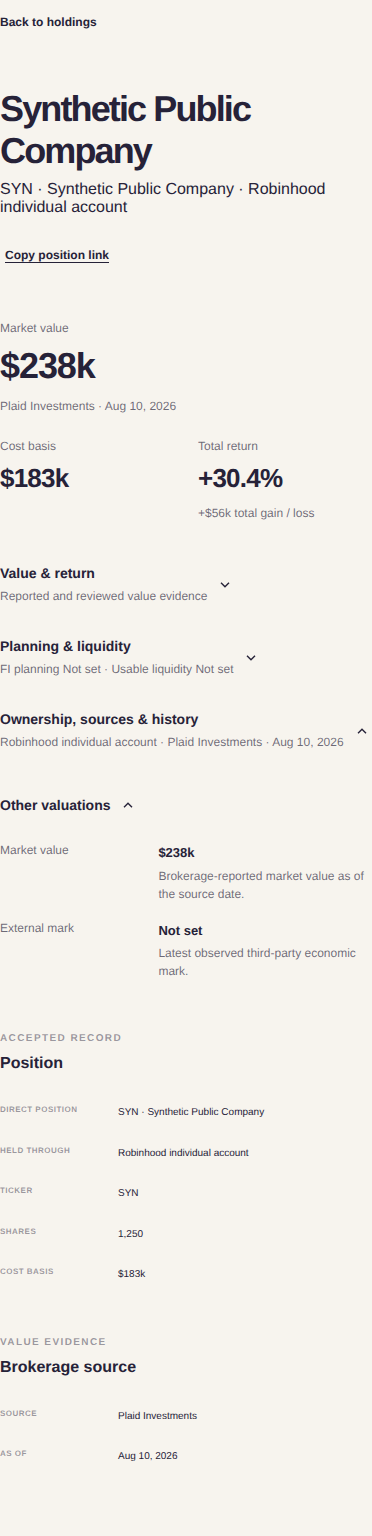 Back to holdings
Synthetic Public
Company
SYN · Synthetic Public Company · Robinhood
individual account
Copy position link
Market value
$238k
Plaid Investments · Aug 10, 2026
Cost basis
Total return
$183k
+30.4%
+$56k total gain / loss
Value & return
Reported and reviewed value evidence
Planning & liquidity
FI planning Not set · Usable liquidity Not set
Ownership, sources & history
Robinhood individual account · Plaid Investments · Aug 10, 2026
Other valuations
Market value
$238k
Brokerage-reported market value as of
the source date.
External mark
Not set
Latest observed third-party economic
mark.
ACCEPTED RECORD
Position
DIRECT POSITION
SYN · Synthetic Public Company
HELD THROUGH
Robinhood individual account
TICKER
SYN
SHARES
1,250
COST BASIS
$183k
VALUE EVIDENCE
Brokerage source
SOURCE
Plaid Investments
AS OF
Aug 10, 2026